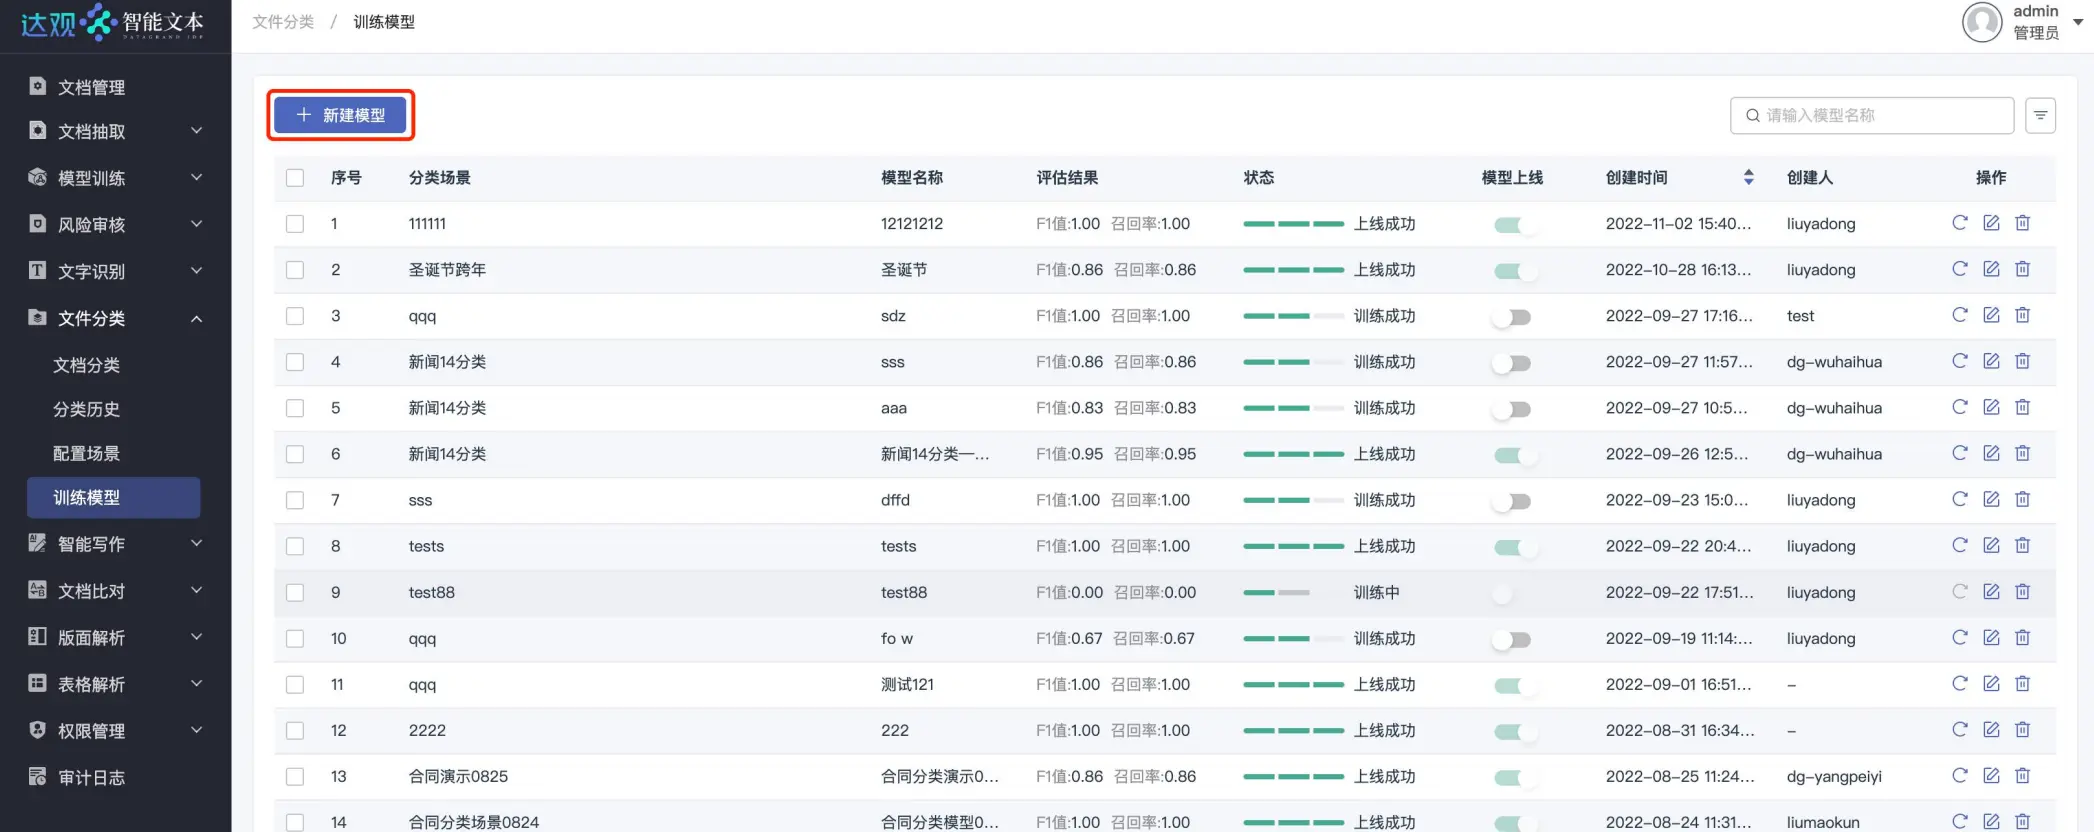 达观 智能文本
DATAGRAND IDP
文件分类 / 训练模型
admin
管理员
文档管理
文档抽取
模型训练
风险审核
文字识别
文件分类
文档分类
分类历史
配置场景
训练模型
智能写作
文档比对
版面解析
表格解析
权限管理
审计日志
新建模型
请输入模型名称
序号 分类场景 模型名称 评估结果 状态 模型上线 创建时间 创建人 操作
1 111111 12121212 F1值:1.00 召回率:1.00 上线成功 2022-11-02 15:40... liuyadong
2 圣诞节跨年 圣诞节 F1值:0.86 召回率:0.86 上线成功 2022-10-28 16:13... liuyadong
3 qqq sdz F1值:1.00 召回率:1.00 训练成功 2022-09-27 17:16... test
4 新闻14分类 sss F1值:0.86 召回率:0.86 训练成功 2022-09-27 11:57... dg-wuhaihua
5 新闻14分类 aaa F1值:0.83 召回率:0.83 训练成功 2022-09-27 10:5... dg-wuhaihua
6 新闻14分类 新闻14分类—... F1值:0.95 召回率:0.95 上线成功 2022-09-26 12:5... dg-wuhaihua
7 sss dffd F1值:1.00 召回率:1.00 训练成功 2022-09-23 15:0... liuyadong
8 tests tests F1值:1.00 召回率:1.00 上线成功 2022-09-22 20:4... liuyadong
9 test88 test88 F1值:0.00 召回率:0.00 训练中 2022-09-22 17:51... liuyadong
10 qqq fo w F1值:0.67 召回率:0.67 训练成功 2022-09-19 11:14:... liuyadong
11 qqq 测试121 F1值:1.00 召回率:1.00 上线成功 2022-09-01 16:51... –
12 2222 222 F1值:1.00 召回率:1.00 上线成功 2022-08-31 16:34... –
13 合同演示0825 合同分类演示0... F1值:0.86 召回率:0.86 上线成功 2022-08-25 11:24... dg-yangpeiyi
14 合同分类场景0824 合同分类模型0... F1值:1.00 召回率:1.00 上线成功 2022-08-24 11:31... liumaokun